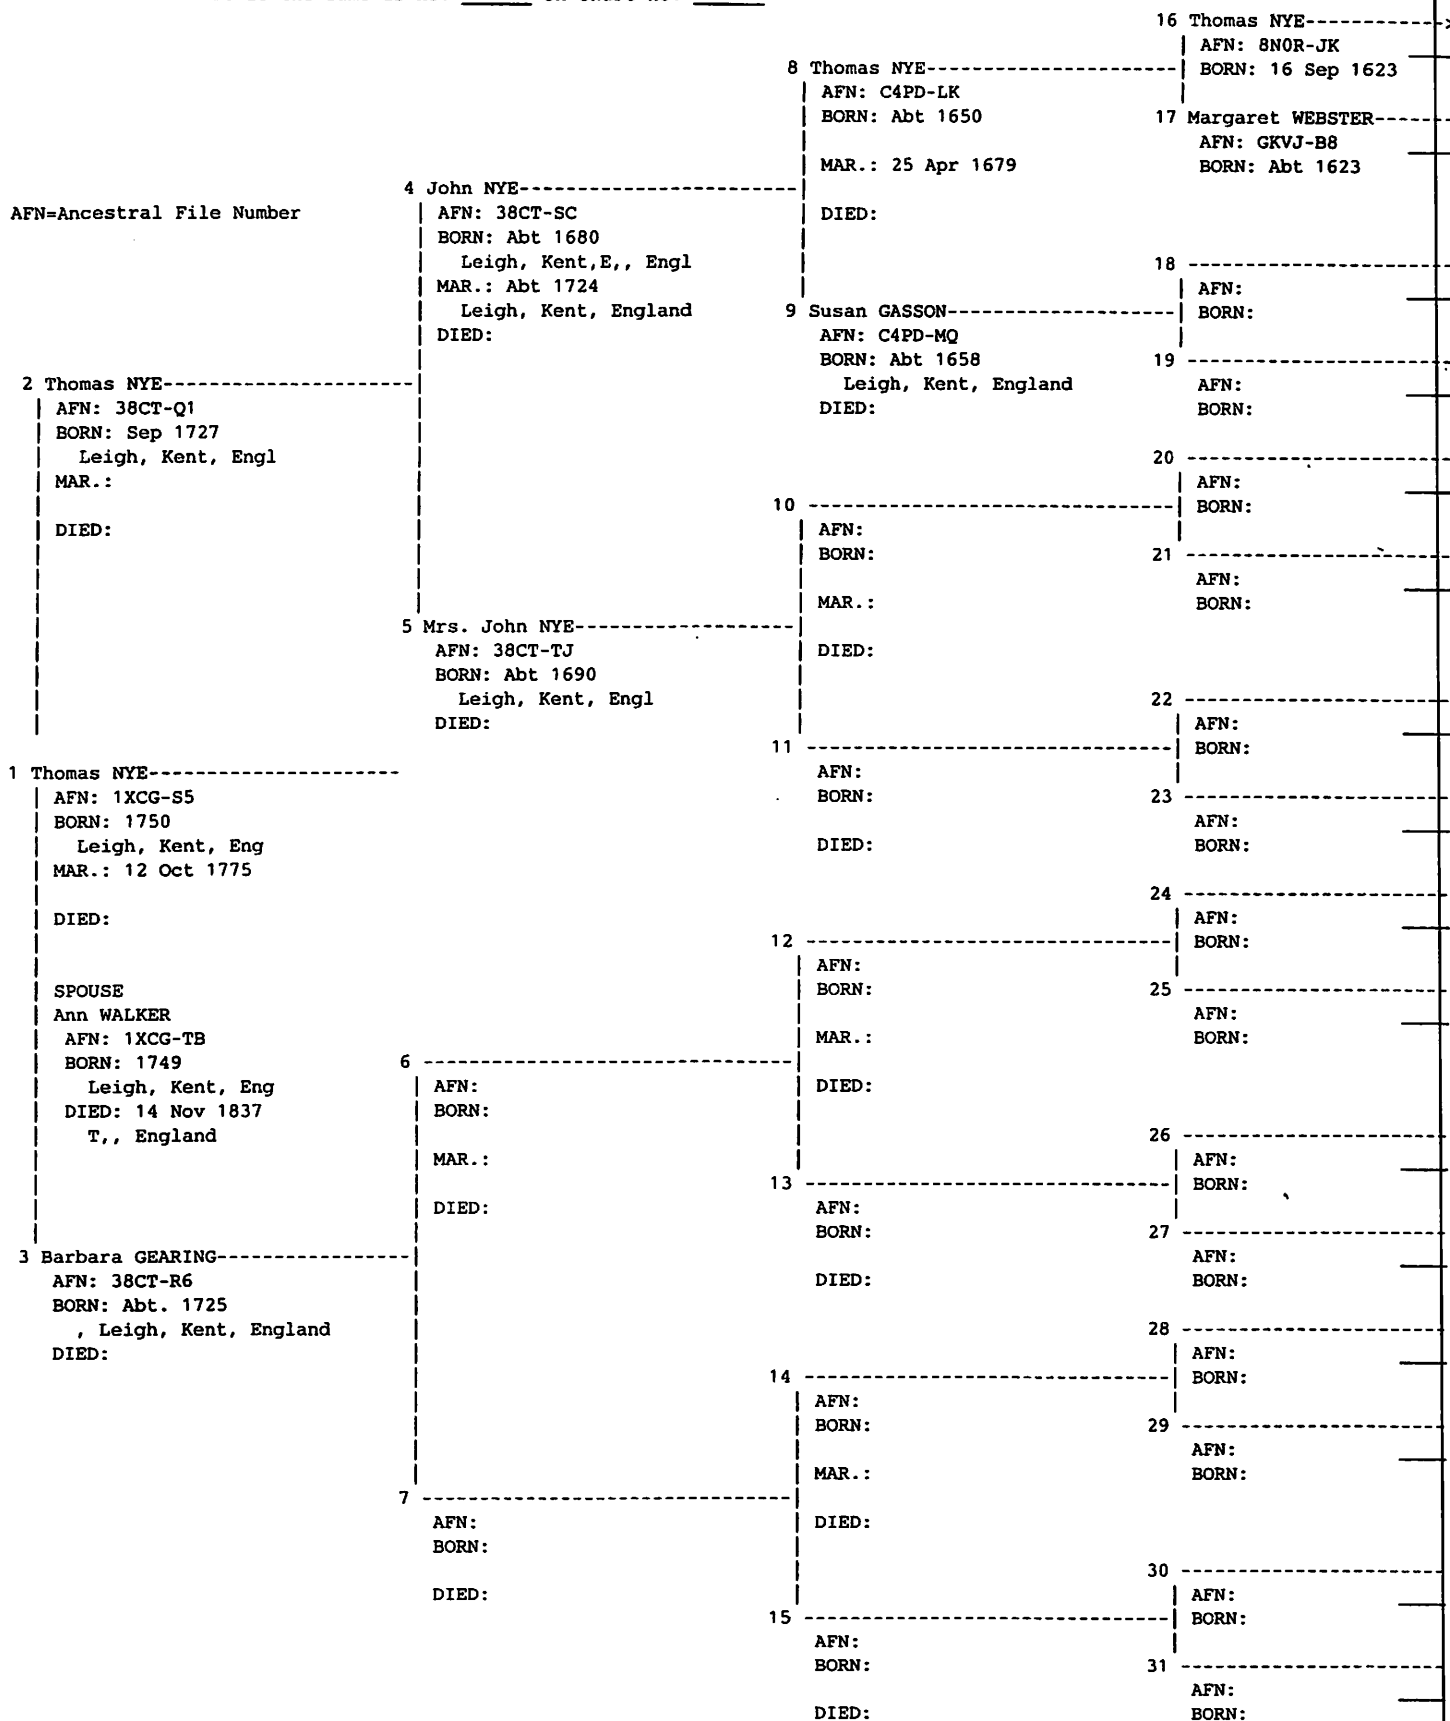 16 Thomas NYE----------->
AFN: 8N0R-JK
BORN: 16 Sep 1623
8 Thomas NYE
AFN: C4PD-LK
BORN: Abt 1650
MAR.: 25 Apr 1679
DIED:
17 Margaret WEBSTER
AFN: GKVJ-B8
BORN: Abt 1623
4 John NYE
AFN: 38CT-SC
BORN: Abt 1680
Leigh, Kent,E,, Engl
MAR.: Abt 1724
Leigh, Kent, England
DIED:
AFN=Ancestral File Number
18
AFN:
BORN:
9 Susan GASSON
AFN: C4PD-MQ
BORN: Abt 1658
Leigh, Kent, England
DIED:
19
AFN:
BORN:
2 Thomas NYE
AFN: 38CT-Q1
BORN: Sep 1727
Leigh, Kent, Engl
MAR.:
DIED:
20
AFN:
BORN:
10
AFN:
BORN:
MAR.:
DIED:
21
AFN:
BORN:
5 Mrs. John NYE
AFN: 38CT-TJ
BORN: Abt 1690
Leigh, Kent, Engl
DIED:
22
AFN:
BORN:
11
AFN:
BORN:
DIED:
23
AFN:
BORN:
1 Thomas NYE
AFN: 1XCG-S5
BORN: 1750
Leigh, Kent, Eng
MAR.: 12 Oct 1775
DIED:
SPOUSE
Ann WALKER
AFN: 1XCG-TB
BORN: 1749
Leigh, Kent, Eng
DIED: 14 Nov 1837
T,, England
24
AFN:
BORN:
12
AFN:
BORN:
MAR.:
DIED:
25
AFN:
BORN:
6
AFN:
BORN:
MAR.:
DIED:
26
AFN:
BORN:
13
AFN:
BORN:
DIED:
27
AFN:
BORN:
3 Barbara GEARING
AFN: 38CT-R6
BORN: Abt. 1725
, Leigh, Kent, England
DIED:
28
AFN:
BORN:
14
AFN:
BORN:
MAR.:
DIED:
29
AFN:
BORN:
7
AFN:
BORN:
DIED:
30
AFN:
BORN:
15
AFN:
BORN:
DIED:
31
AFN:
BORN: